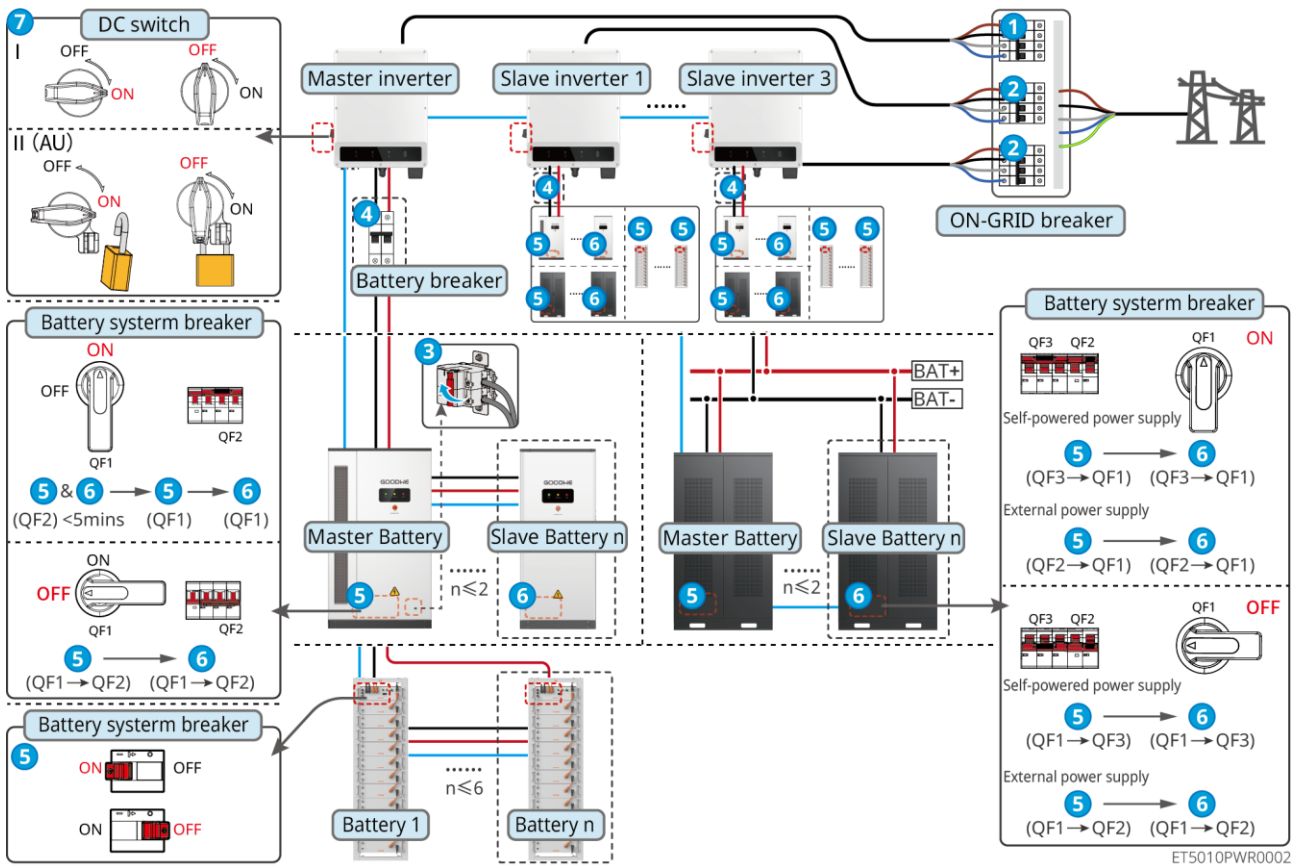 7
DC switch
I
OFF
ON
OFF
ON
II (AU)
OFF
ON
OFF
ON
Master inverter
Slave inverter 1
......
Slave inverter 3
1
2
2
ON-GRID breaker
4
Battery breaker
4
5
......
6
5
......
5
5
......
6
4
5
......
6
5
......
5
5
......
6
Battery systerm breaker
ON
OFF
QF1
QF2
5 & 6 → 5 → 6
(QF2) <5mins (QF1) (QF1)
ON
OFF
QF1
QF2
5 → 6
(QF1→QF2) (QF1→QF2)
Battery systerm breaker
5
ON
OFF
ON
OFF
3
GOODWE
Master Battery
5
......
n≤2
GOODWE
Slave Battery n
6
BAT+
BAT-
Master Battery
5
......
n≤2
Slave Battery n
6
Battery 1
......
n≤6
Battery n
Battery systerm breaker
QF3 QF2
QF1
ON
Self-powered power supply
5 → 6
(QF3→QF1) (QF3→QF1)
External power supply
5 → 6
(QF2→QF1) (QF2→QF1)
QF3 QF2
QF1
OFF
Self-powered power supply
5 → 6
(QF1→QF3) (QF1→QF3)
External power supply
5 → 6
(QF1→QF2) (QF1→QF2)
ET5010PWR0002